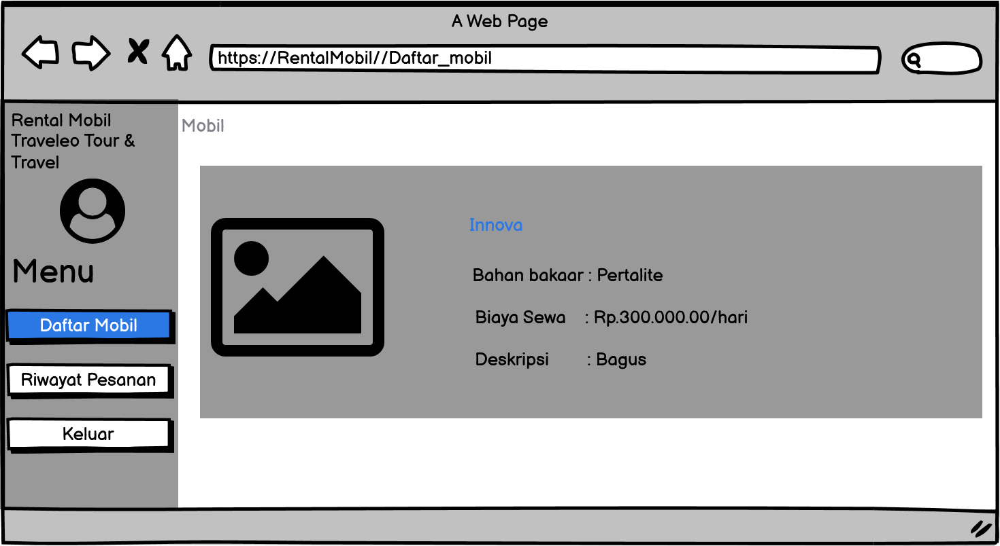 A Web Page
https://RentalMobil//Daftar_mobil
Rental Mobil
Traveleo Tour &
Travel
Menu
Daftar Mobil
Riwayat Pesanan
Keluar
Mobil
Innova
Bahan bakaar : Pertalite
Biaya Sewa : Rp.300.000.00/hari
Deskripsi : Bagus